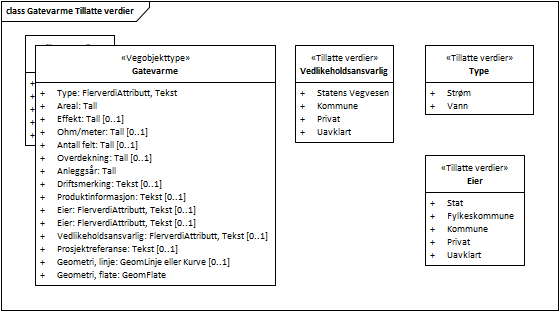 class Gatevarme Tillatte verdier
«Vegobjekttype»
Gatevarme
+ Type: FlerverdiAttributt, Tekst
+ Areal: Tall
+ Effekt: Tall [0..1]
+ Ohm/meter: Tall [0..1]
+ Antall felt: Tall [0..1]
+ Overdekning: Tall [0..1]
+ Anleggsår: Tall
+ Driftsmerking: Tekst [0..1]
+ Produktinformasjon: Tekst [0..1]
+ Eier: FlerverdiAttributt, Tekst [0..1]
+ Eier: FlerverdiAttributt, Tekst [0..1]
+ Vedlikeholdsansvarlig: FlerverdiAttributt, Tekst [0..1]
+ Prosjektreferanse: Tekst [0..1]
+ Geometri, linje: GeomLinje eller Kurve [0..1]
+ Geometri, flate: GeomFlate
«Tillatte verdier»
Vedlikeholdsansvarlig
+ Statens Vegvesen
+ Kommune
+ Privat
+ Uavklart
«Tillatte verdier»
Type
+ Strøm
+ Vann
«Tillatte verdier»
Eier
+ Stat
+ Fylkeskommune
+ Kommune
+ Privat
+ Uavklart